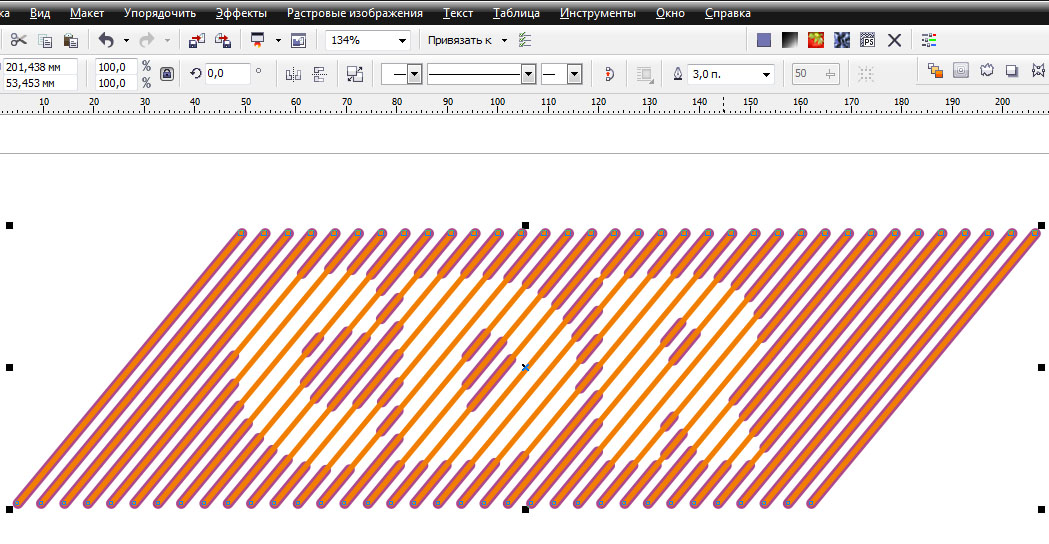 ка Вид Макет Упорядочить Эффекты Растровые изображения Текст Таблица Инструменты Окно Справка
134% Привязать к
201,438 мм 100,0 % 0,0 ° 3,0 п. 50
53,453 мм 100,0 %
10 20 30 40 50 60 70 80 90 100 110 120 130 140 150 160 170 180 190 200
CDR